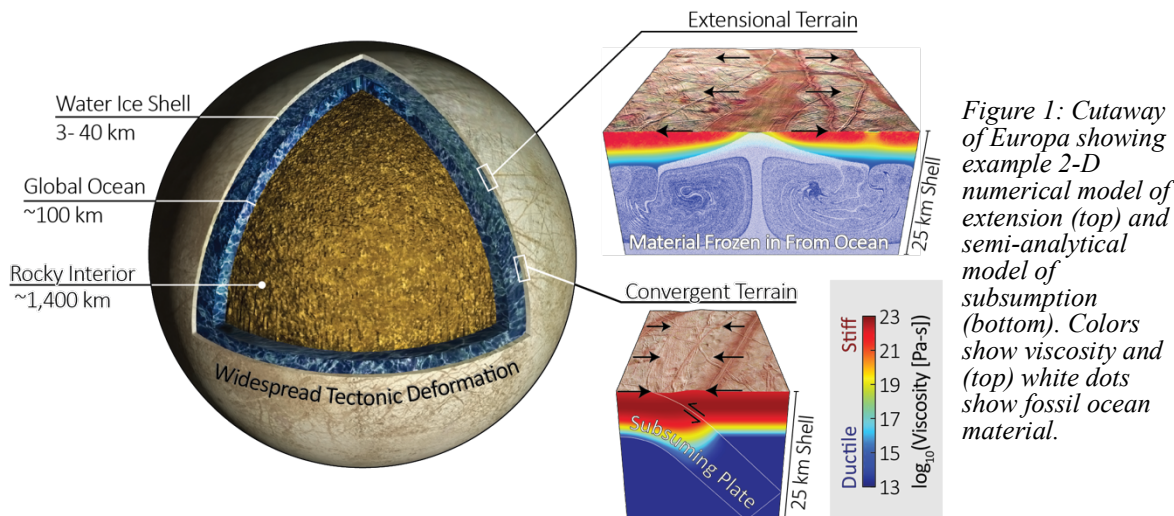 Extensional Terrain
Water Ice Shell
3- 40 km
Global Ocean
~100 km
Rocky Interior
~1,400 km
Widespread Tectonic Deformation
Material Frozen in From Ocean
25 km Shell
Convergent Terrain
Subsuming Plate
25 km Shell
Stiff
Ductile
23
21
19
17
15
13
log₁₀(Viscosity [Pa-s])
Figure 1: Cutaway
of Europa showing
example 2-D
numerical model of
extension (top) and
semi-analytical
model of
subsumption
(bottom). Colors
show viscosity and
(top) white dots
show fossil ocean
material.